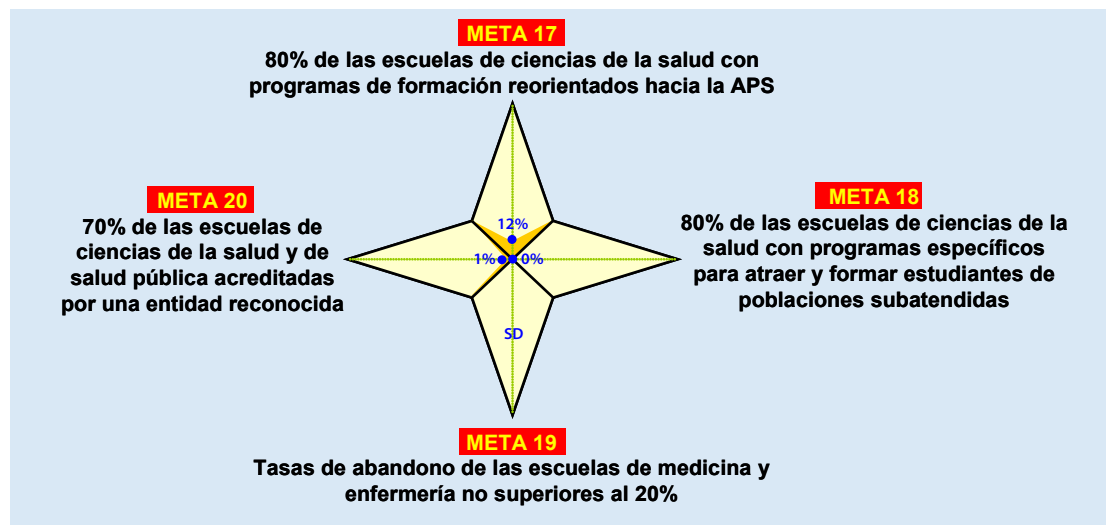 META 17
80% de las escuelas de ciencias de la salud con
programas de formación reorientados hacia la APS
META 20
70% de las escuelas de
ciencias de la salud y de
salud pública acreditadas
por una entidad reconocida
META 18
80% de las escuelas de ciencias de la
salud con programas específicos
para atraer y formar estudiantes de
poblaciones subatendidas
12%
1%
0%
SD
META 19
Tasas de abandono de las escuelas de medicina y
enfermería no superiores al 20%